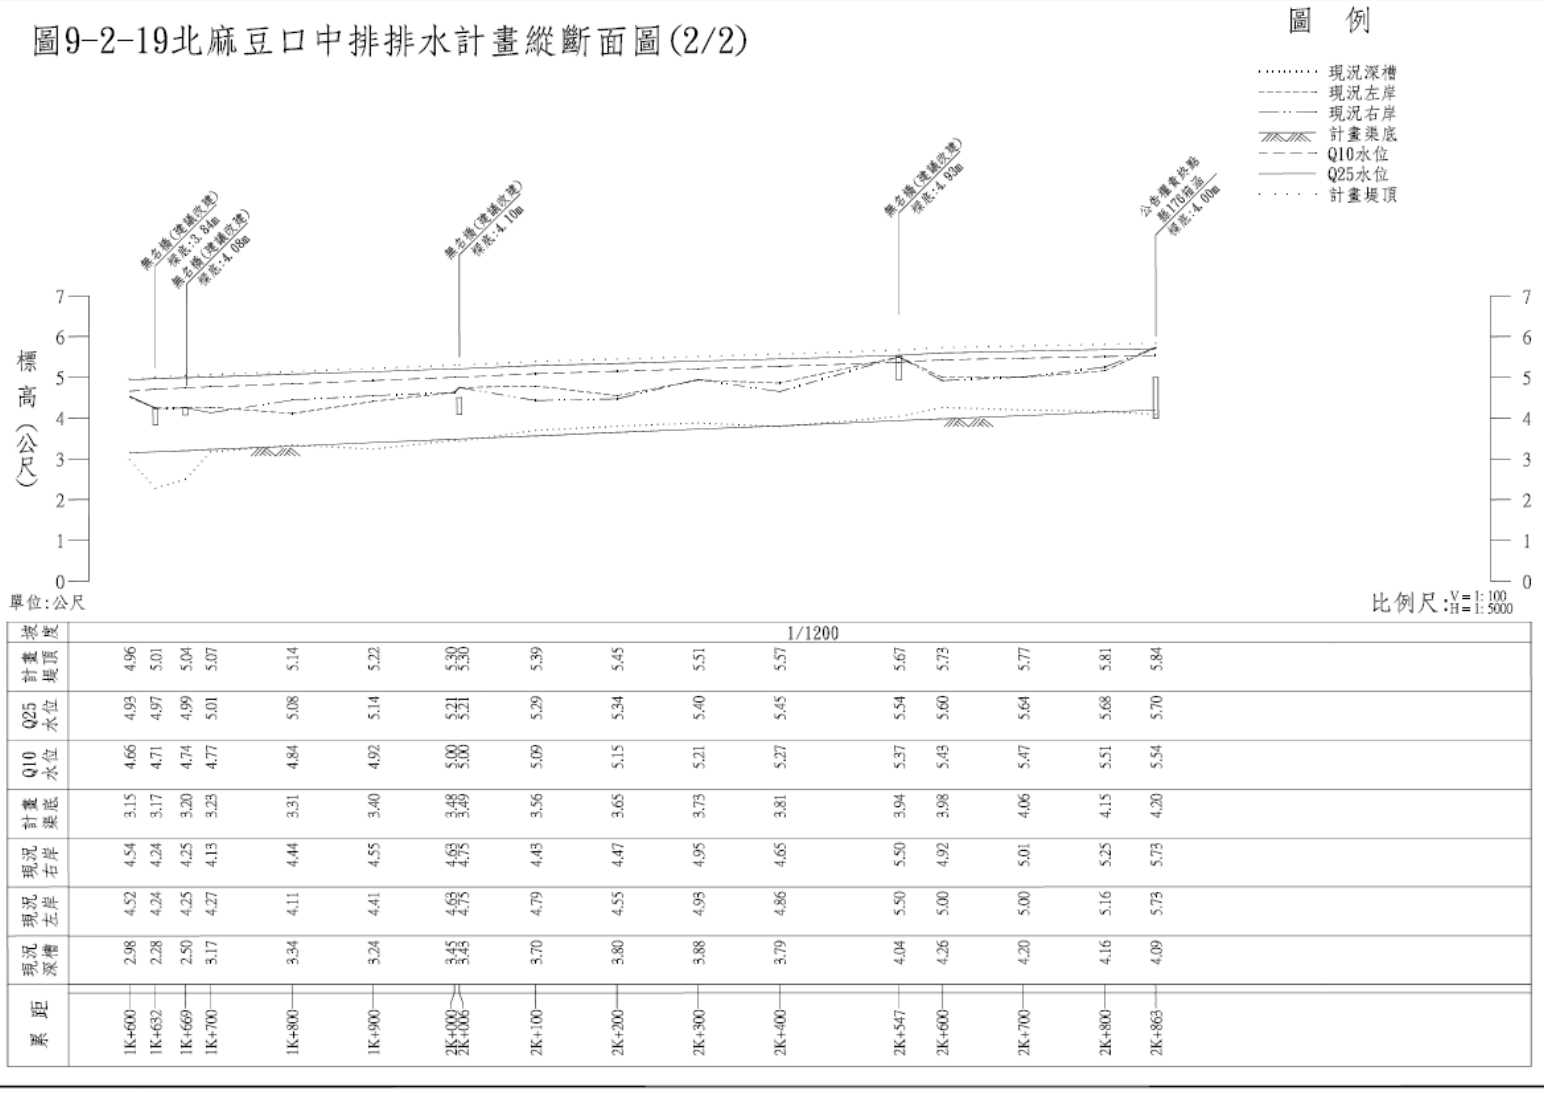 圖9-2-19北麻豆口中排排水計畫縱斷面圖(2/2)
圖 例
現況深槽
現況左岸
現況右岸
計畫渠底
Q10水位
Q25水位
計畫堤頂
無名橋(建議改建)
樑底:3.84m
無名橋(建議改建)
樑底:4.08m
無名橋(建議改建)
樑底:4.10m
無名橋(建議改建)
樑底:4.93m
公告權責終點
縣176箱涵
樑底:4.00m
標高(公尺)
7 7
6 6
5 5
4 4
3 3
2 2
1 1
0 0
單位:公尺
比例尺:V=1:100
H=1:5000
坡度 1/1200
計畫堤頂 4.96 5.01 5.04 5.07 5.14 5.22 5.30 5.30 5.39 5.45 5.51 5.57 5.67 5.73 5.77 5.81 5.84
Q25水位 4.93 4.97 4.99 5.01 5.08 5.14 5.21 5.21 5.29 5.34 5.40 5.45 5.54 5.60 5.64 5.68 5.70
Q10水位 4.66 4.71 4.74 4.77 4.84 4.92 5.00 5.00 5.09 5.15 5.21 5.27 5.37 5.43 5.47 5.51 5.54
計畫渠底 3.15 3.17 3.20 3.23 3.31 3.40 3.48 3.49 3.56 3.65 3.73 3.81 3.94 3.98 4.06 4.15 4.20
現況右岸 4.54 4.24 4.25 4.13 4.44 4.55 4.63 4.75 4.43 4.47 4.95 4.65 5.50 4.92 5.01 5.25 5.73
現況左岸 4.52 4.24 4.25 4.27 4.11 4.41 4.63 4.75 4.79 4.55 4.93 4.86 5.50 5.00 5.00 5.16 5.73
現況深槽 2.98 2.28 2.50 3.17 3.34 3.24 3.45 3.43 3.70 3.80 3.88 3.79 4.04 4.26 4.20 4.16 4.09
累距 1K+600 1K+632 1K+669 1K+700 1K+800 1K+900 2K+000 2K+006 2K+100 2K+200 2K+300 2K+400 2K+547 2K+600 2K+700 2K+800 2K+863